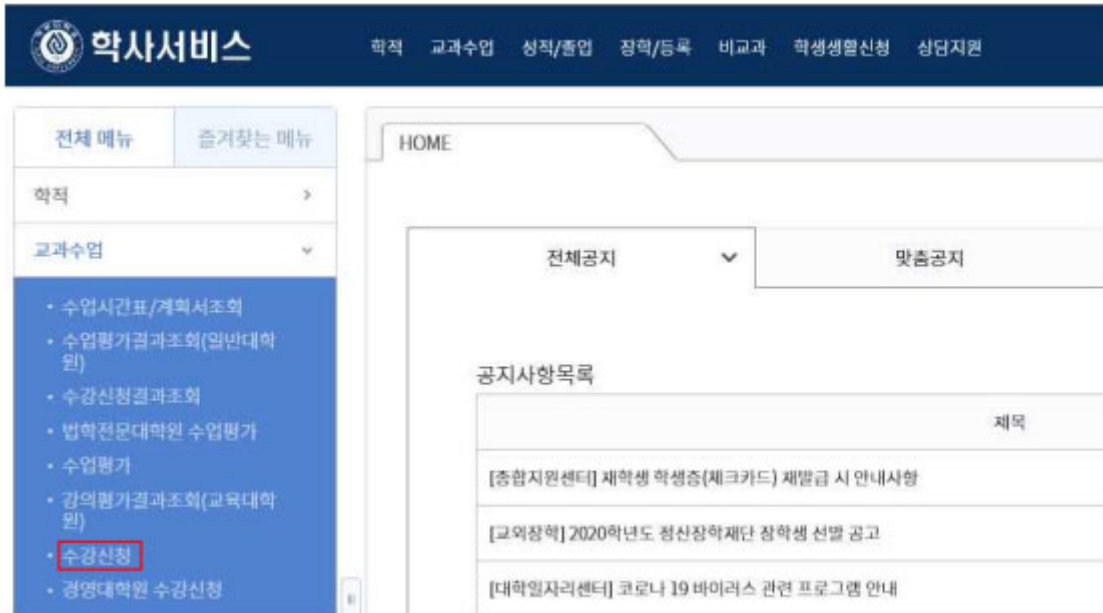 학사서비스
학적 교과수업 성적/졸업 장학/등록 비교과 학생생활신청 상담지원
전체 메뉴 즐겨찾는 메뉴
HOME
학적
교과수업
전체공지 맞춤공지
• 수업시간표/계획서조회
• 수업평가결과조회(일반대학
원)
• 수강신청결과조회
• 법학전문대학원 수업평가
• 수업평가
• 강의평가결과조회(교육대학
원)
• 수강신청
• 경영대학원 수강신청
공지사항목록
제목
[종합지원센터] 재학생 학생증(체크카드) 재발급 시 안내사항
[교외장학] 2020학년도 정산장학재단 장학생 선발 공고
[대학일자리센터] 코로나 19 바이러스 관련 프로그램 안내